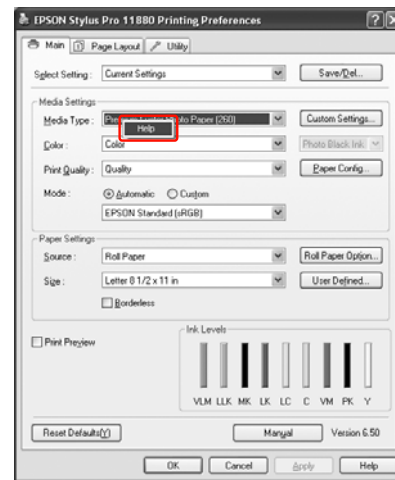 EPSON Stylus Pro 11880 Printing Preferences
Main Page Layout Utility
Select Setting : Current Settings Save/Del...
Media Settings
Media Type : Photo Paper (260) Custom Settings...
Help
Color : Color Photo Black Ink
Print Quality : Quality Paper Config...
Mode : Automatic Custom
EPSON Standard (sRGB)
Paper Settings
Source : Roll Paper Roll Paper Option...
Size : Letter 8 1/2 x 11 in User Defined...
Borderless
Print Preview
Ink Levels
VLM LLK MK LK LC C VM PK Y
Reset Defaults(Y) Manual Version 6.50
OK Cancel Apply Help